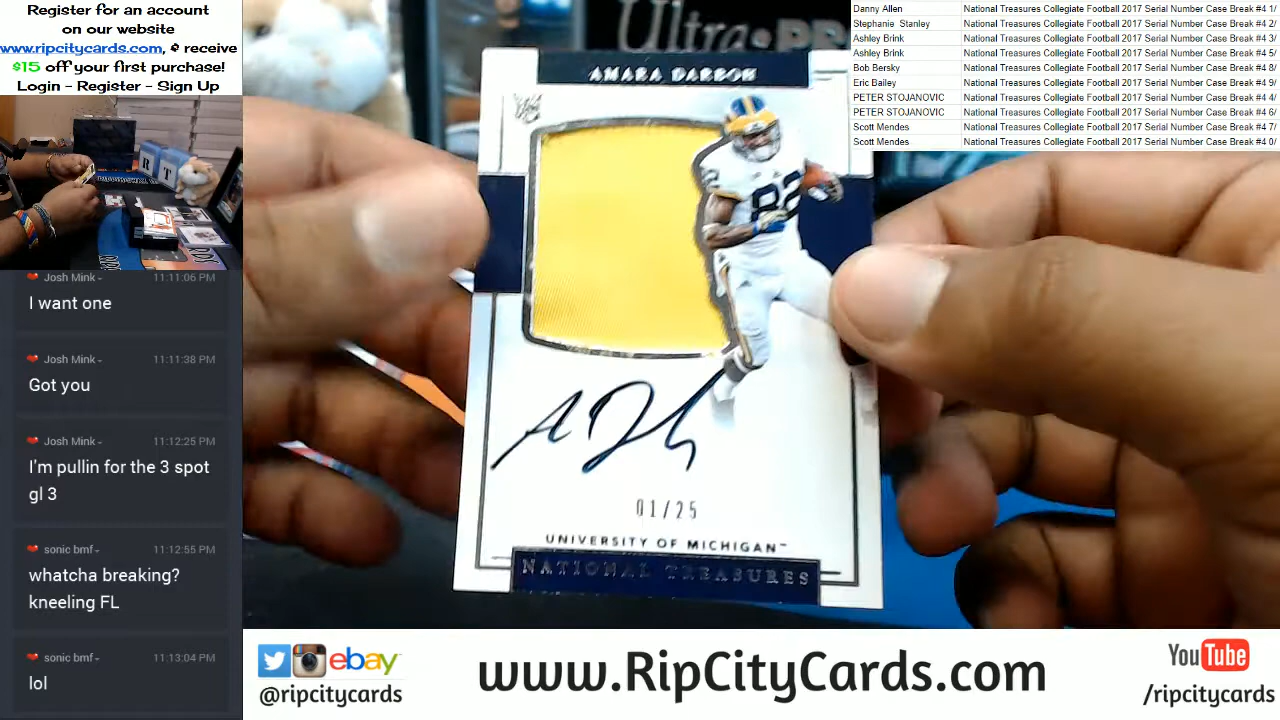 Register for an account
on our website
www.ripcitycards.com, & receive
$15 off your first purchase!
Login - Register - Sign Up
Josh Mink - 11:11:06 PM
I want one
Josh Mink - 11:11:38 PM
Got you
Josh Mink - 11:12:25 PM
I'm pullin for the 3 spot
gl 3
sonic bmf - 11:12:55 PM
whatcha breaking?
kneeling FL
sonic bmf - 11:13:04 PM
lol
Ultra PR
AMARA DARBOH
82
01/25
UNIVERSITY OF MICHIGAN™
NATIONAL TREASURES
Danny Allen National Treasures Collegiate Football 2017 Serial Number Case Break #4 1/
Stephanie Stanley National Treasures Collegiate Football 2017 Serial Number Case Break #4 2/
Ashley Brink National Treasures Collegiate Football 2017 Serial Number Case Break #4 3/
Ashley Brink National Treasures Collegiate Football 2017 Serial Number Case Break #4 5/
Bob Bersky National Treasures Collegiate Football 2017 Serial Number Case Break #4 8/
Eric Bailey National Treasures Collegiate Football 2017 Serial Number Case Break #4 9/
PETER STOJANOVIC National Treasures Collegiate Football 2017 Serial Number Case Break #4 4/
PETER STOJANOVIC National Treasures Collegiate Football 2017 Serial Number Case Break #4 6/
Scott Mendes National Treasures Collegiate Football 2017 Serial Number Case Break #4 7/
Scott Mendes National Treasures Collegiate Football 2017 Serial Number Case Break #4 0/
ebay
@ripcitycards
www.RipCityCards.com
YouTube
/ripcitycards